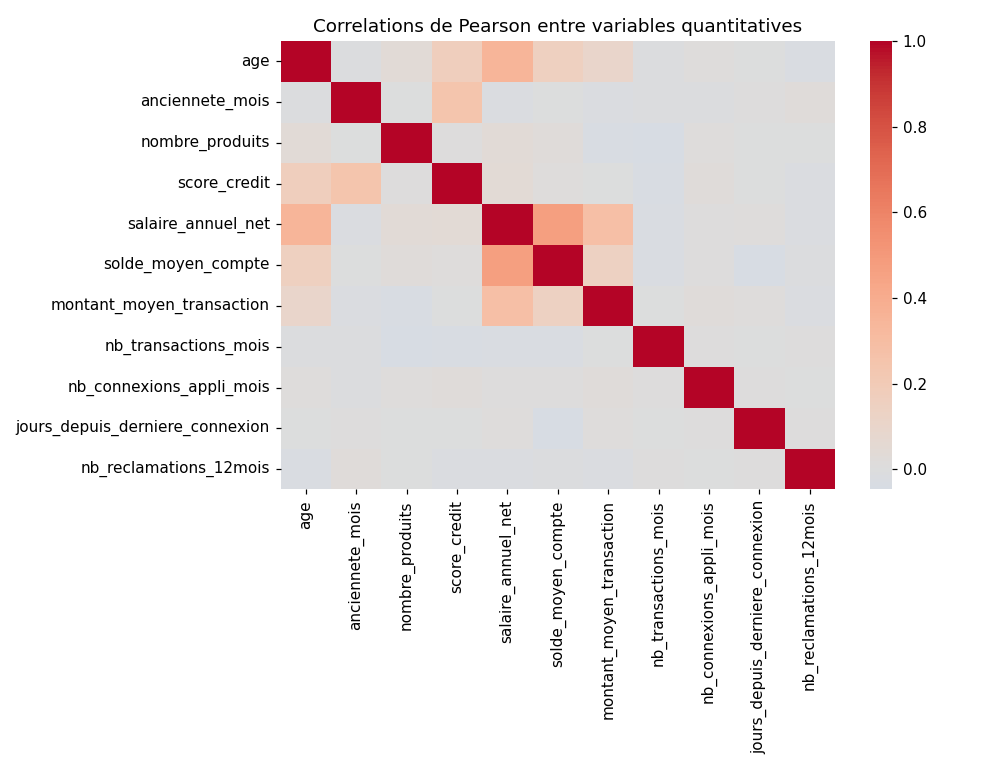 Correlations de Pearson entre variables quantitatives
age
anciennete_mois
nombre_produits
score_credit
salaire_annuel_net
solde_moyen_compte
montant_moyen_transaction
nb_transactions_mois
nb_connexions_appli_mois
jours_depuis_derniere_connexion
nb_reclamations_12mois
1.0
0.8
0.6
0.4
0.2
0.0
age
anciennete_mois
nombre_produits
score_credit
salaire_annuel_net
solde_moyen_compte
montant_moyen_transaction
nb_transactions_mois
nb_connexions_appli_mois
jours_depuis_derniere_connexion
nb_reclamations_12mois